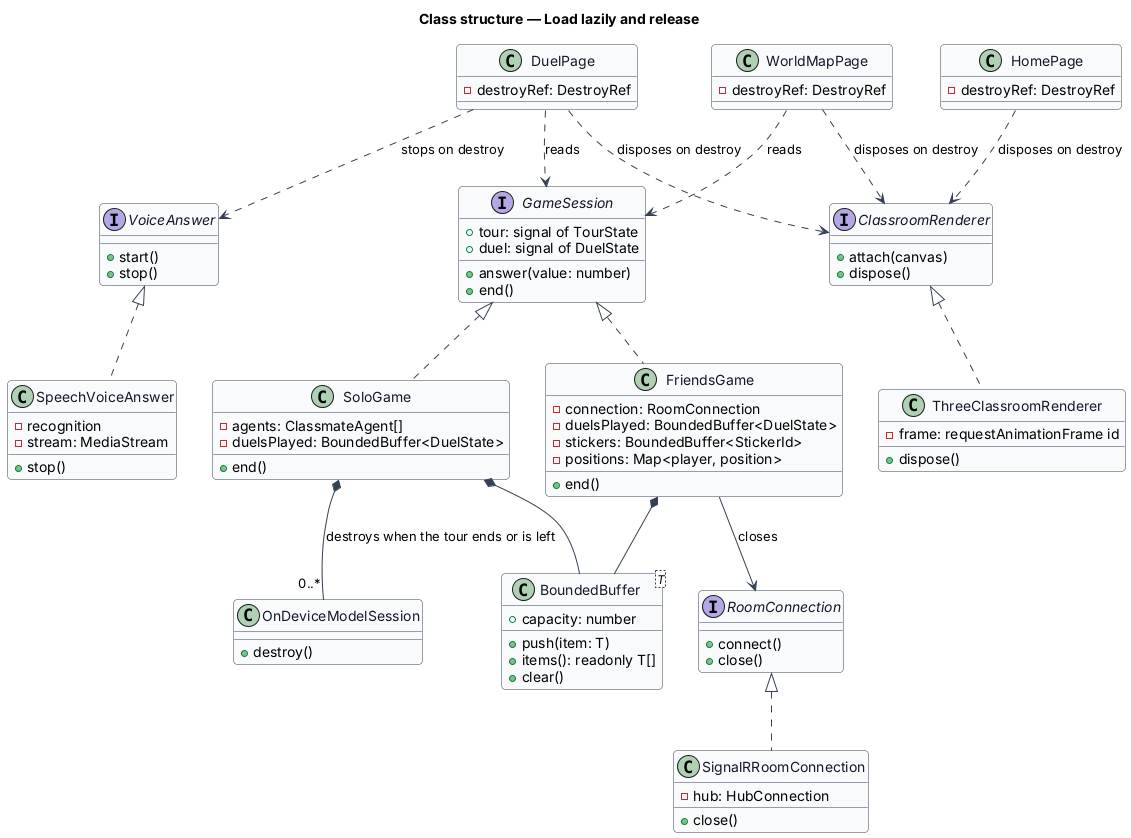 Class structure — Load lazily and release
C DuelPage
destroyRef: DestroyRef
C WorldMapPage
destroyRef: DestroyRef
C HomePage
destroyRef: DestroyRef
stops on destroy
reads
disposes on destroy
reads
disposes on destroy
disposes on destroy
I VoiceAnswer
start()
stop()
I GameSession
tour: signal of TourState
duel: signal of DuelState
answer(value: number)
end()
I ClassroomRenderer
attach(canvas)
dispose()
C SpeechVoiceAnswer
recognition
stream: MediaStream
stop()
C SoloGame
agents: ClassmateAgent[]
duelsPlayed: BoundedBuffer<DuelState>
end()
C FriendsGame
connection: RoomConnection
duelsPlayed: BoundedBuffer<DuelState>
stickers: BoundedBuffer<StickerId>
positions: Map<player, position>
end()
C ThreeClassroomRenderer
frame: requestAnimationFrame id
dispose()
destroys when the tour ends or is left
closes
0..*
C OnDeviceModelSession
destroy()
C BoundedBuffer
T
capacity: number
push(item: T)
items(): readonly T[]
clear()
I RoomConnection
connect()
close()
C SignalRRoomConnection
hub: HubConnection
close()